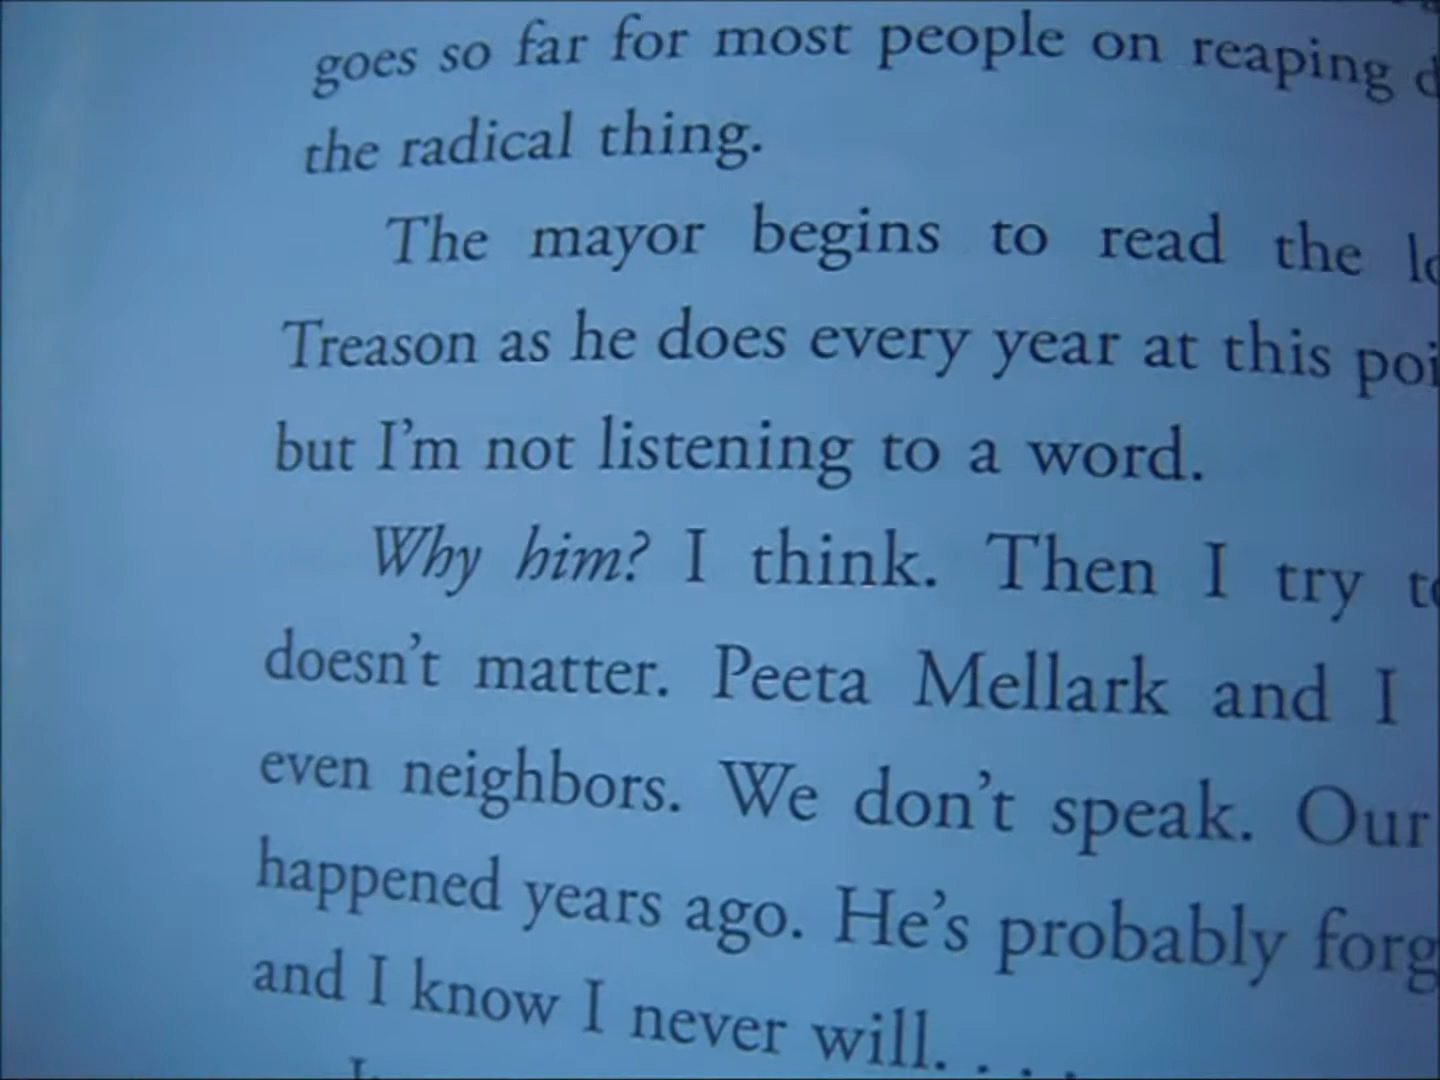 goes so far for most people on reaping
the radical thing.
The mayor begins to read the
Treason as he does every year at this
but I'm not listening to a word.
Why him? I think. Then I try
doesn't matter. Peeta Mellark and I
even neighbors. We don't speak. Our
happened years ago. He's probably
and I know I never will. . . .